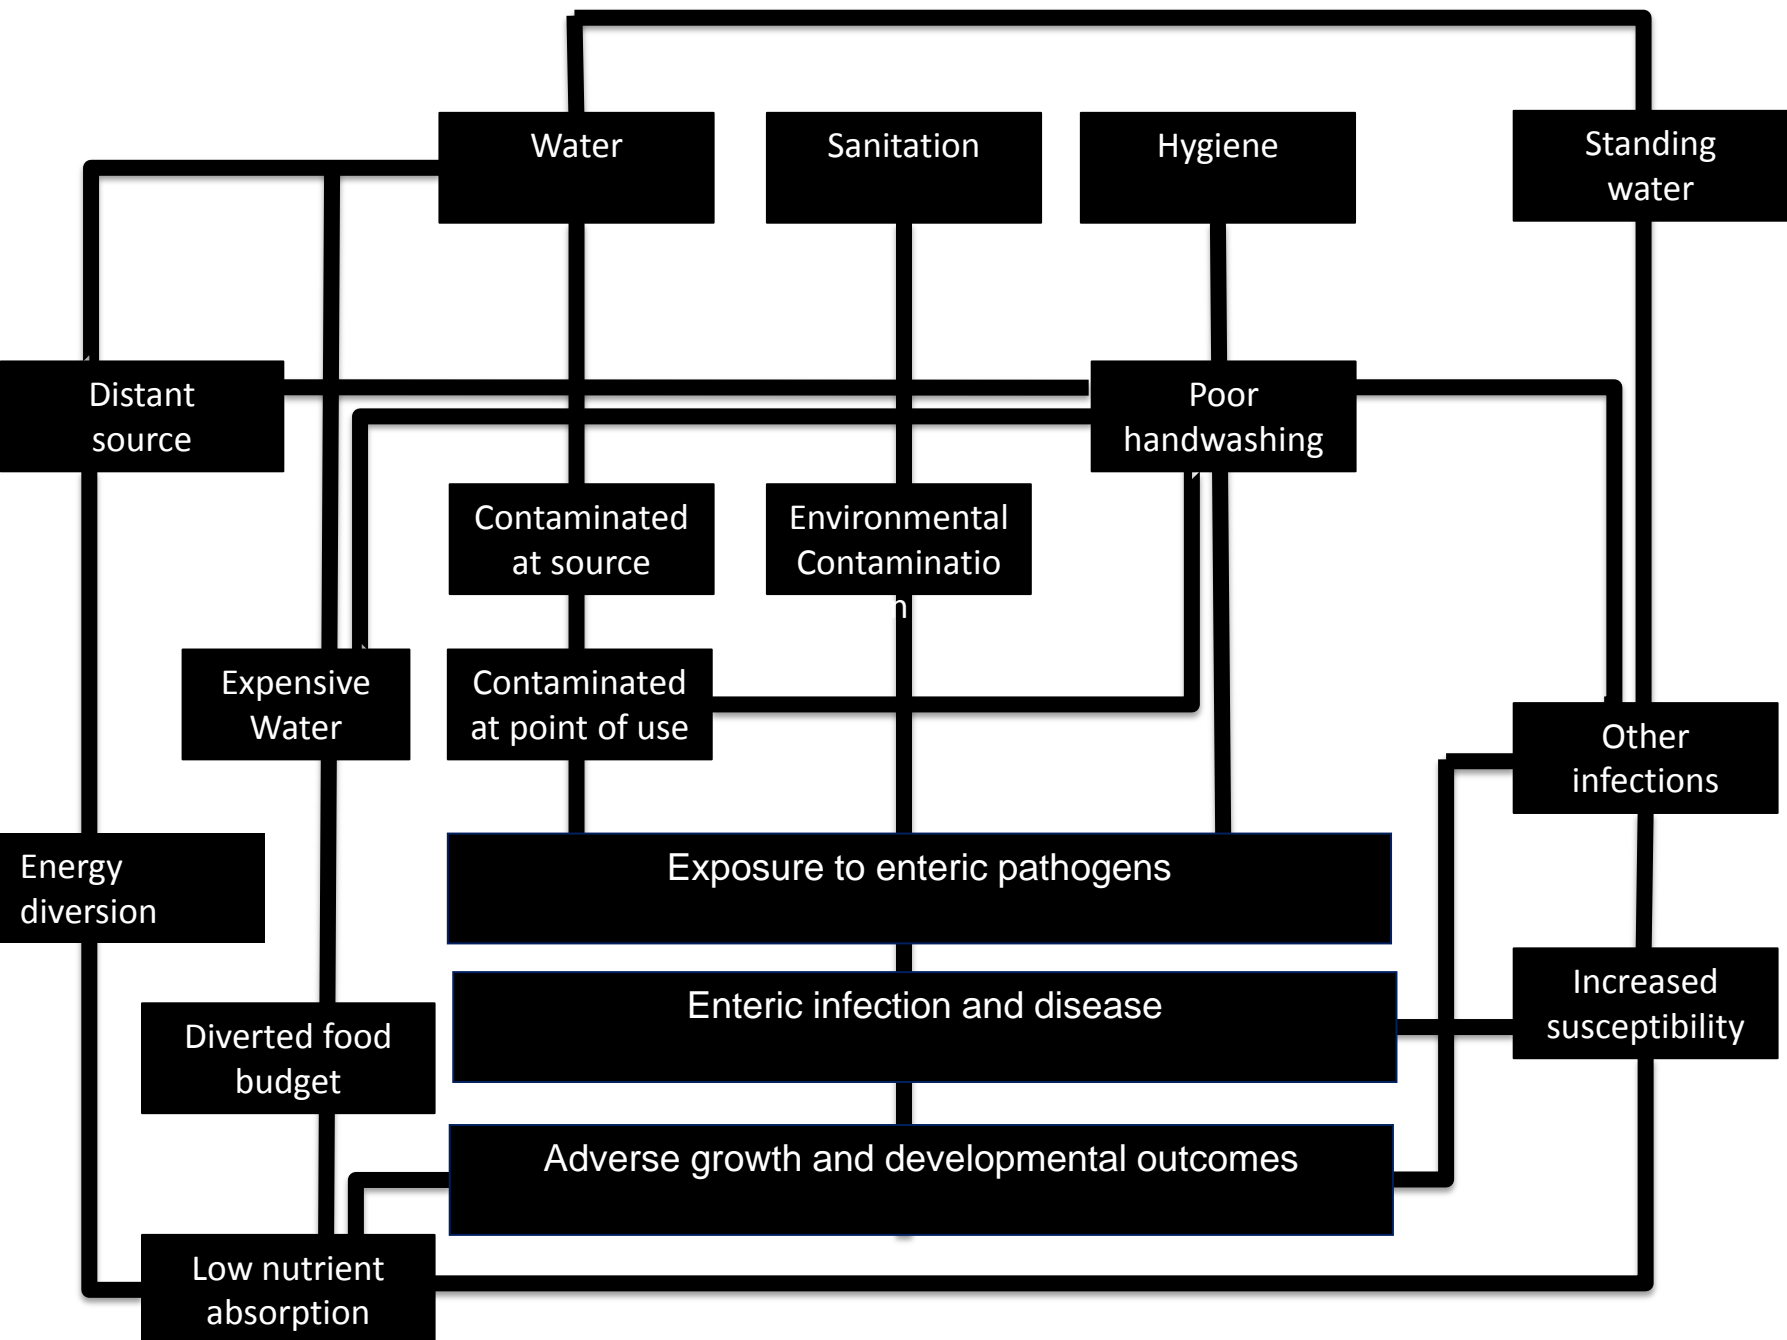 Water
Sanitation
Hygiene
Standing
water
Distant
source
Poor
handwashing
Contaminated
at source
Environmental
Contaminatio
n
Expensive
Water
Contaminated
at point of use
Other
infections
Energy
diversion
Exposure to enteric pathogens
Enteric infection and disease
Increased
susceptibility
Diverted food
budget
Adverse growth and developmental outcomes
Low nutrient
absorption